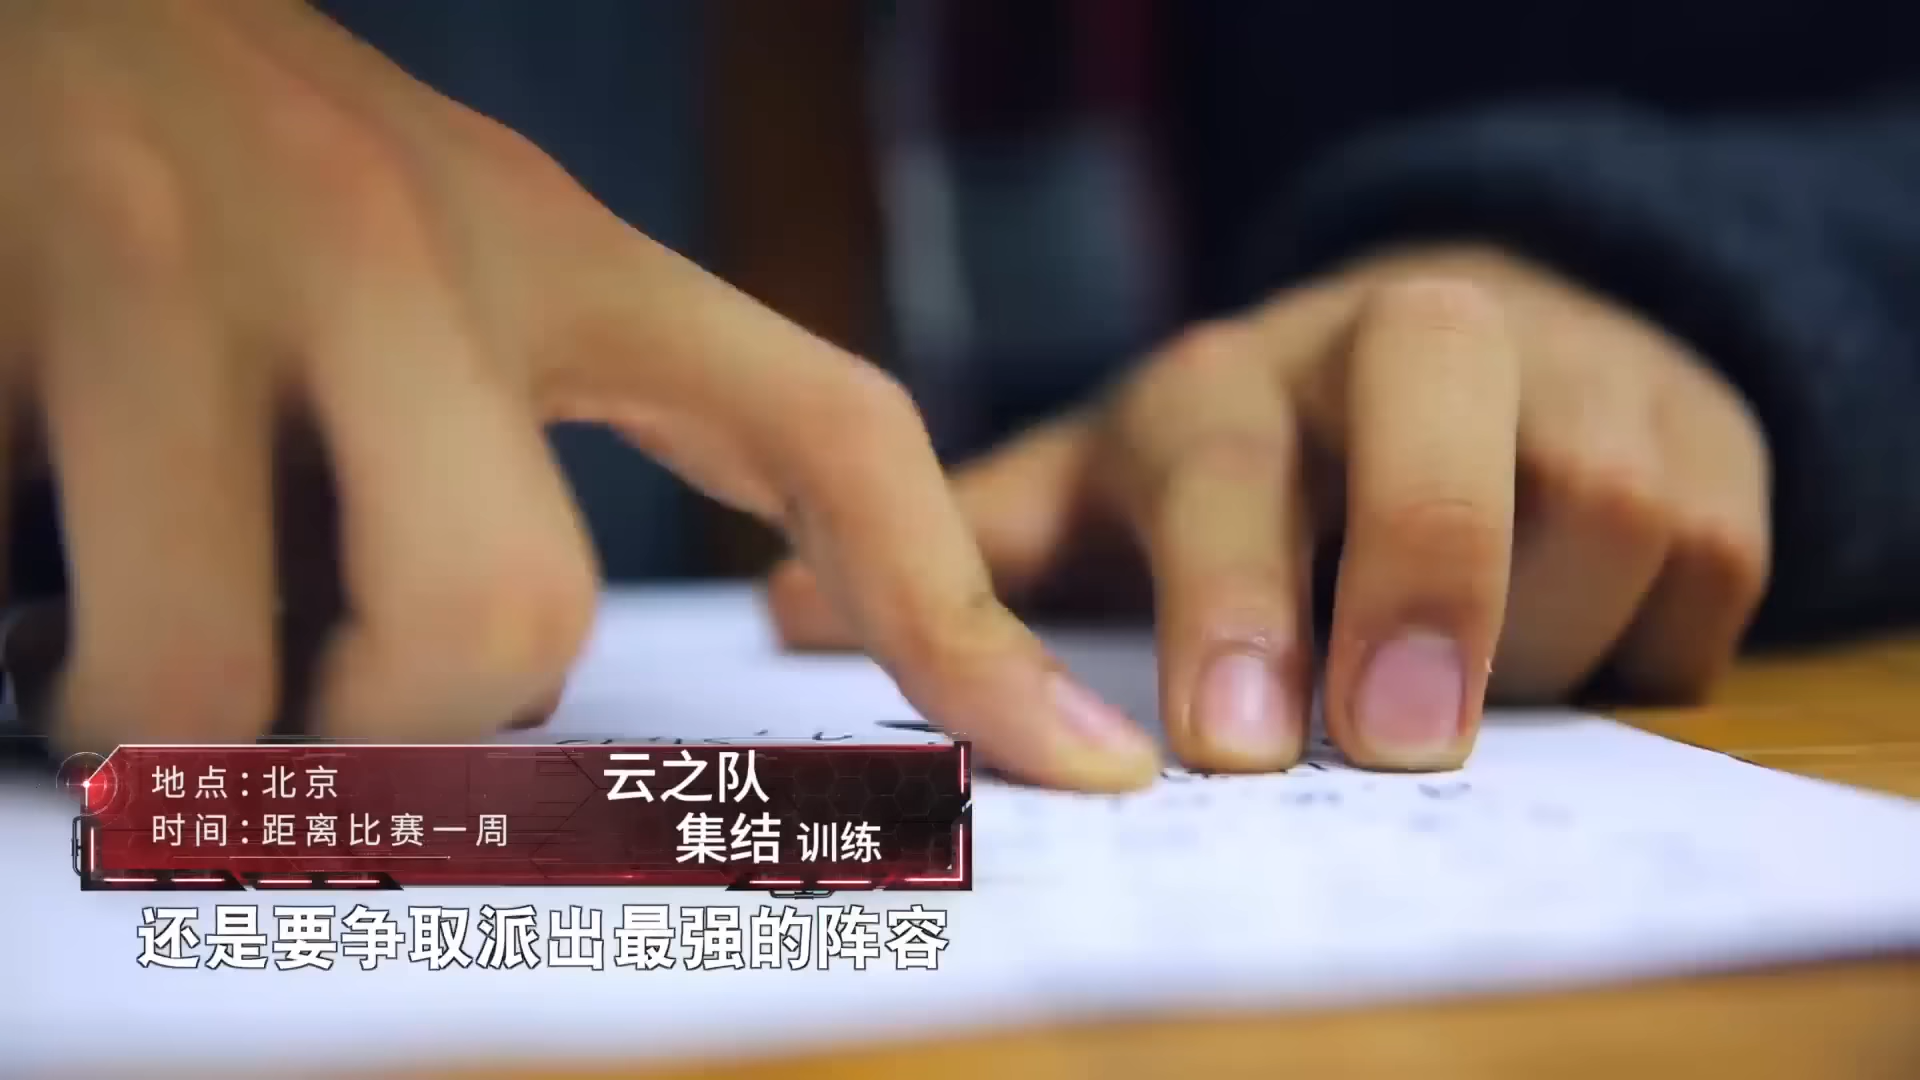 地点:北京
时间:距离比赛一周
云之队
集结 训练
还是要争取派出最强的阵容